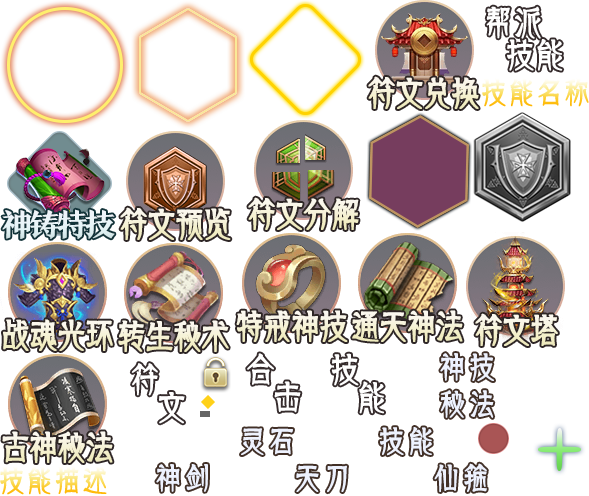 帮派
技能
符文兑换
技能名称
神铸特技
符文预览
符文分解
战魂光环
转生秘术
特戒神技
通天神法
符文塔
古神秘法
符文
合击
技能
神技
秘法
灵石
技能
技能描述
神剑
天刀